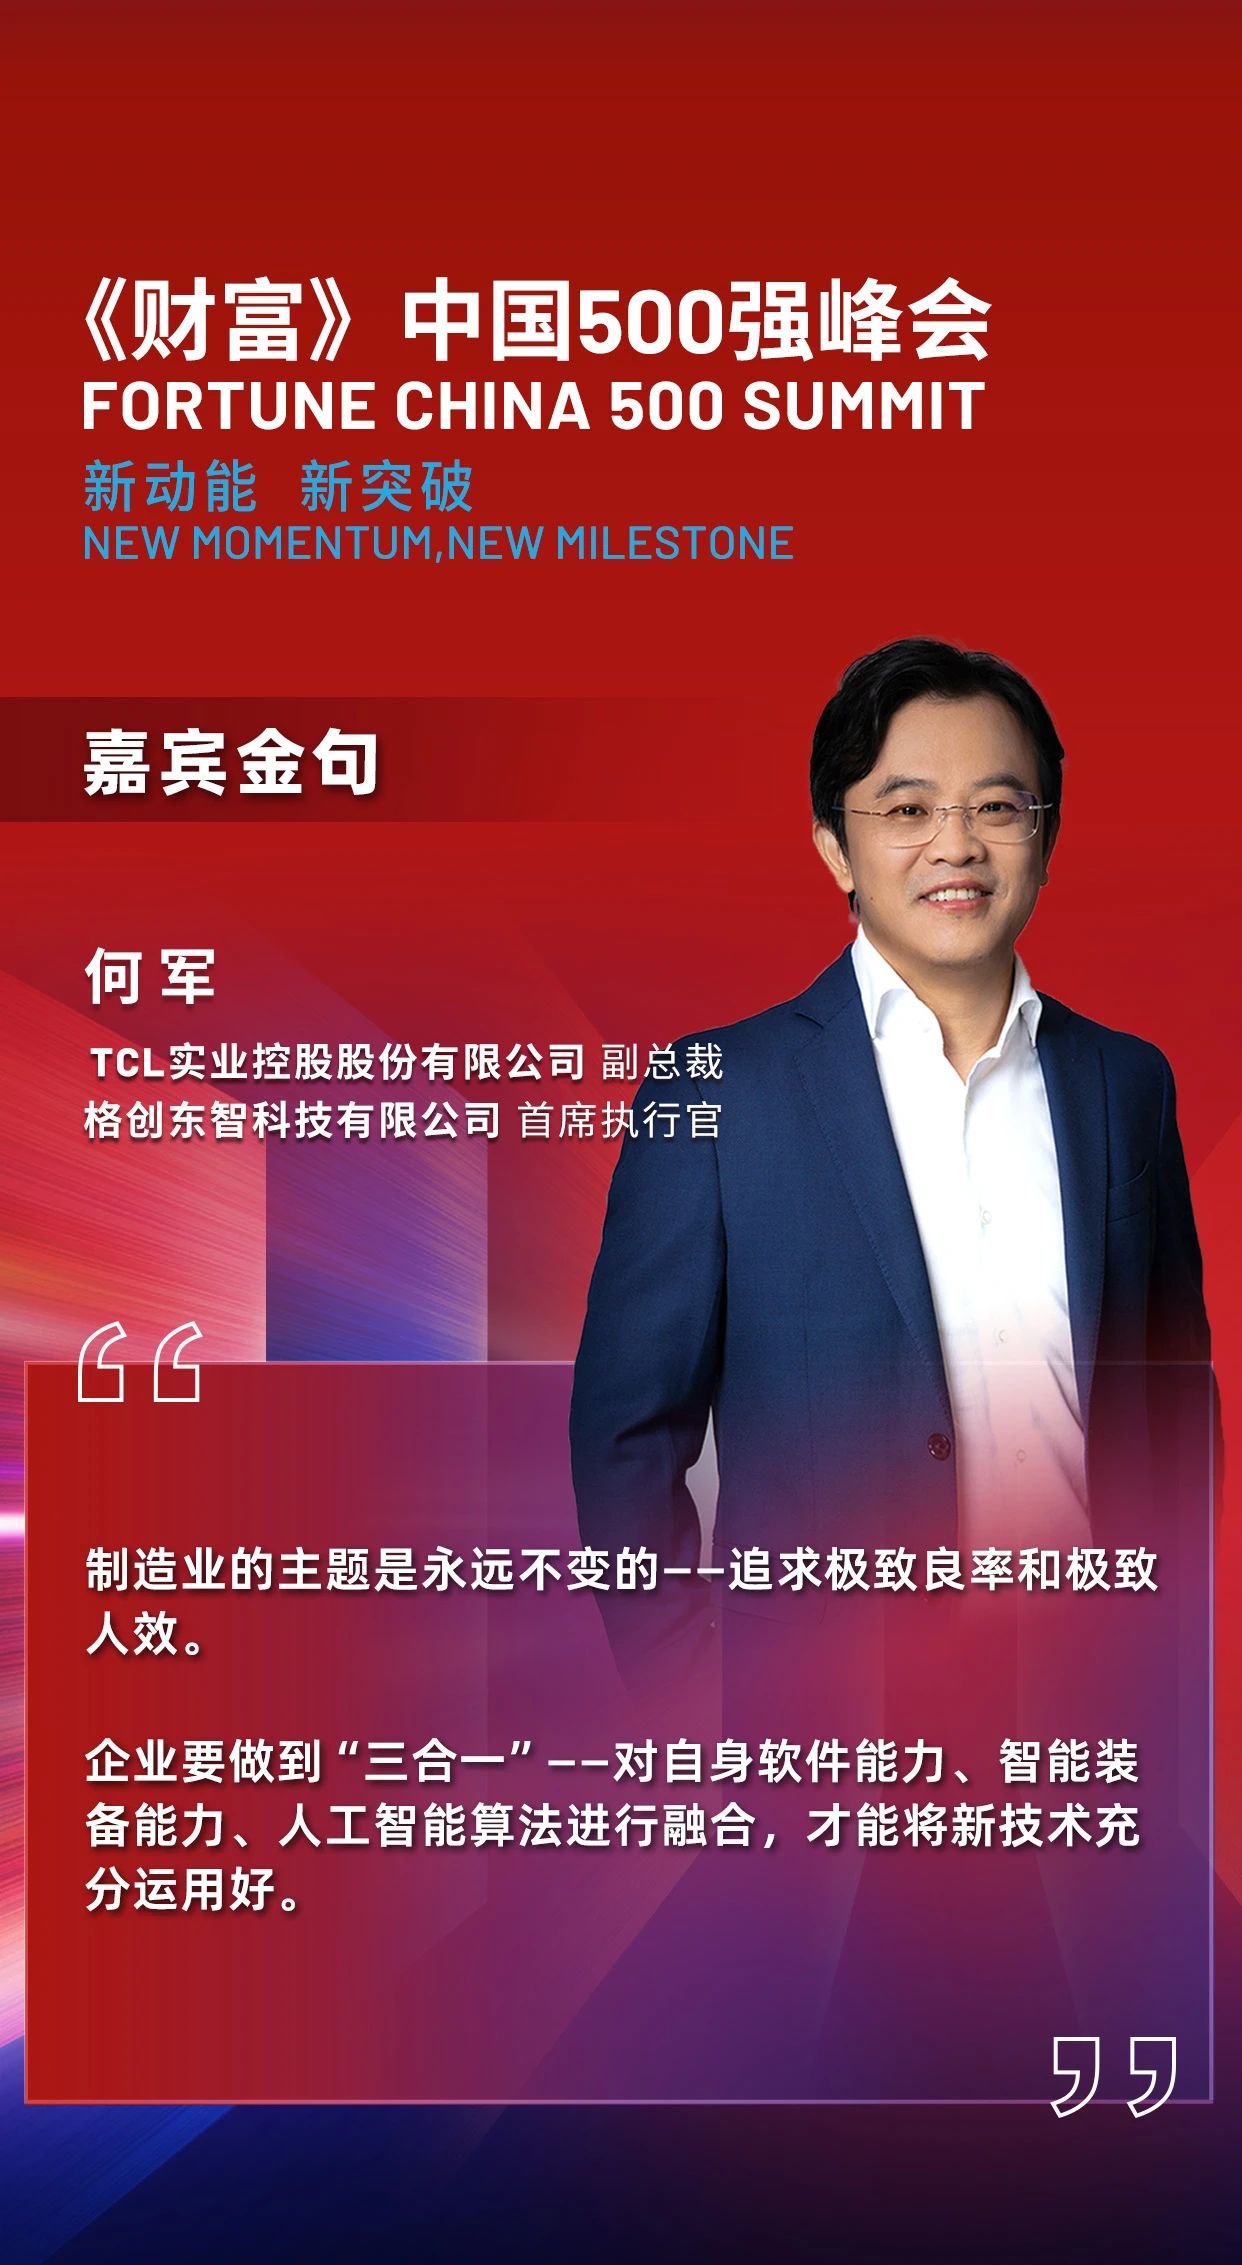 《财富》中国500强峰会
FORTUNE CHINA 500 SUMMIT
新动能 新突破
NEW MOMENTUM,NEW MILESTONE
嘉宾金句
何军
TCL实业控股股份有限公司 副总裁
格创东智科技有限公司 首席执行官
制造业的主题是永远不变的——追求极致良率和极致
人效。
企业要做到“三合一”——对自身软件能力、智能装
备能力、人工智能算法进行融合，才能将新技术充
分运用好。